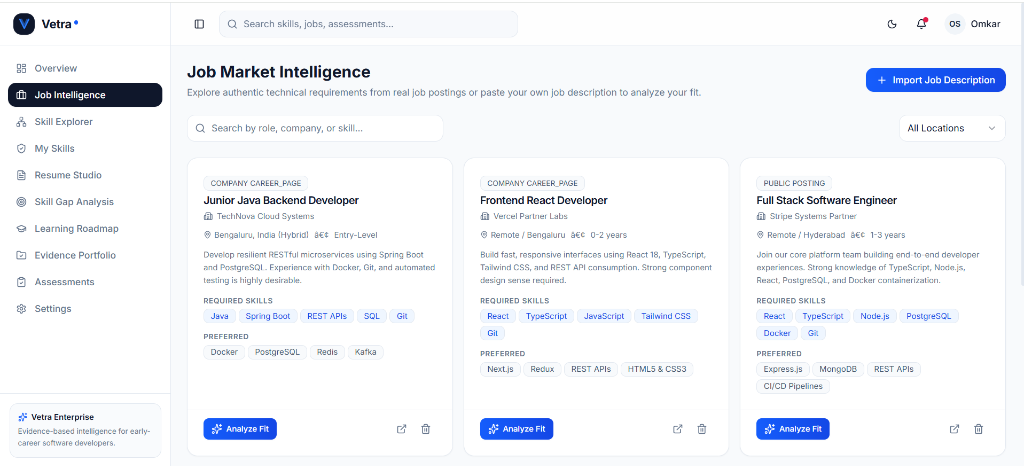 Vetra
Search skills, jobs, assessments...
OS
Omkar
Overview
Job Intelligence
Skill Explorer
My Skills
Resume Studio
Skill Gap Analysis
Learning Roadmap
Evidence Portfolio
Assessments
Settings
Vetra Enterprise
Evidence-based intelligence for early-
career software developers.
Job Market Intelligence
Explore authentic technical requirements from real job postings or paste your own job description to analyze your fit.
Import Job Description
Search by role, company, or skill...
All Locations
COMPANY CAREER_PAGE
Junior Java Backend Developer
TechNova Cloud Systems
Bengaluru, India (Hybrid) • Entry-Level
Develop resilient RESTful microservices using Spring Boot
and PostgreSQL. Experience with Docker, Git, and automated
testing is highly desirable.
REQUIRED SKILLS
Java Spring Boot REST APIs SQL Git
PREFERRED
Docker PostgreSQL Redis Kafka
Analyze Fit
COMPANY CAREER_PAGE
Frontend React Developer
Vercel Partner Labs
Remote / Bengaluru • 0-2 years
Build fast, responsive interfaces using React 18, TypeScript,
Tailwind CSS, and REST API consumption. Strong component
design sense required.
REQUIRED SKILLS
React TypeScript JavaScript Tailwind CSS
Git
PREFERRED
Next.js Redux REST APIs HTML5 & CSS3
Analyze Fit
PUBLIC POSTING
Full Stack Software Engineer
Stripe Systems Partner
Remote / Hyderabad • 1-3 years
Join our core platform team building end-to-end developer
experiences. Strong knowledge of TypeScript, Node.js,
React, PostgreSQL, and Docker containerization.
REQUIRED SKILLS
React TypeScript Node.js PostgreSQL
Docker Git
PREFERRED
Express.js MongoDB REST APIs
CI/CD Pipelines
Analyze Fit